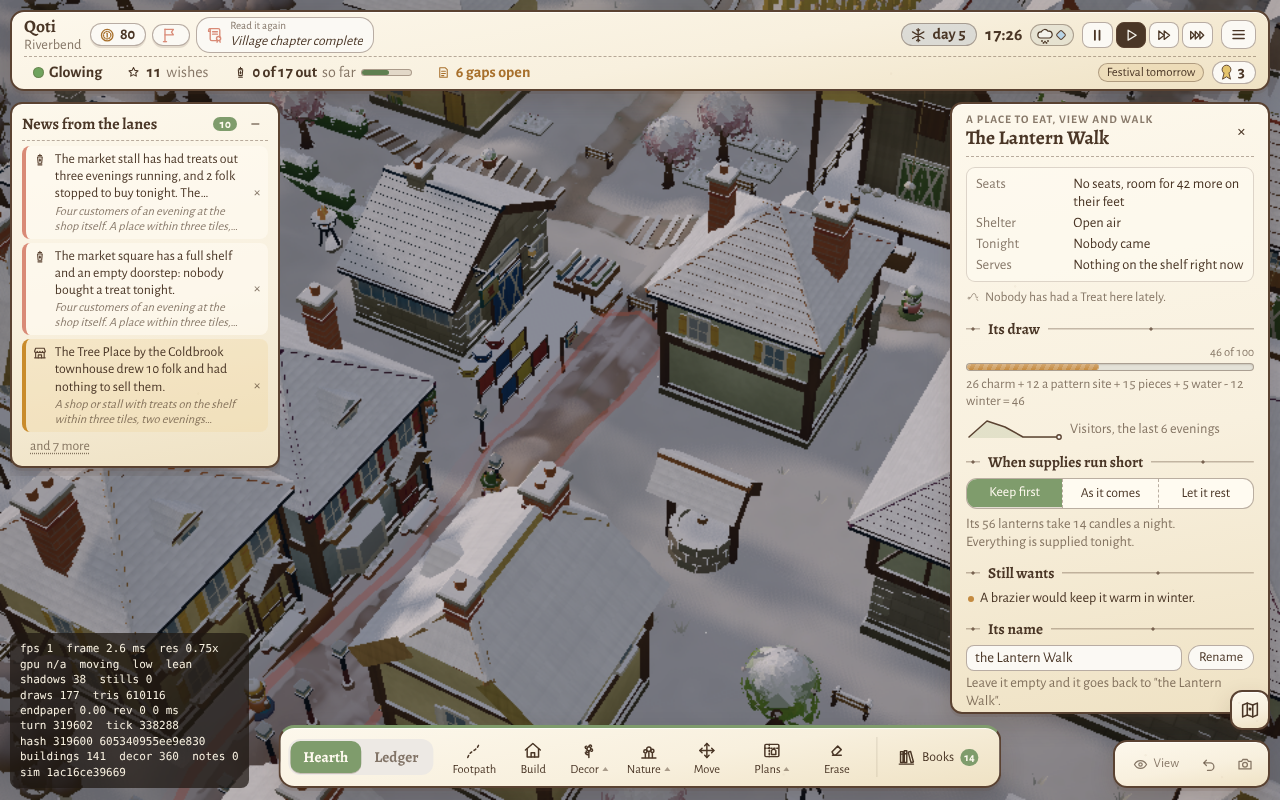 Qoti
Riverbend
80
Read it again
Village chapter complete
day 5
17:26
Glowing
11 wishes
0 of 17 out so far
6 gaps open
Festival tomorrow
3
News from the lanes
10
The market stall has had treats out
three evenings running, and 2 folk
stopped to buy tonight. The...
Four customers of an evening at the
shop itself. A place within three tiles,...
The market square has a full shelf
and an empty doorstep: nobody
bought a treat tonight.
Four customers of an evening at the
shop itself. A place within three tiles,...
The Tree Place by the Coldbrook
townhouse drew 10 folk and had
nothing to sell them.
A shop or stall with treats on the shelf
within three tiles, two evenings...
and 7 more
A PLACE TO EAT, VIEW AND WALK
The Lantern Walk
Seats No seats, room for 42 more on
their feet
Shelter Open air
Tonight Nobody came
Serves Nothing on the shelf right now
Nobody has had a Treat here lately.
Its draw
46 of 100
26 charm + 12 a pattern site + 15 pieces + 5 water - 12
winter = 46
Visitors, the last 6 evenings
When supplies run short
Keep first As it comes Let it rest
Its 56 lanterns take 14 candles a night.
Everything is supplied tonight.
Still wants
A brazier would keep it warm in winter.
Its name
the Lantern Walk Rename
Leave it empty and it goes back to "the Lantern
Walk".
fps 1 frame 2.6 ms res 0.75x
gpu n/a moving low lean
shadows 38 stills 0
draws 177 tris 610116
endpaper 0.00 rev 0 0 ms
turn 319602 tick 338288
hash 319600 605340955ee9e830
buildings 141 decor 360 notes 0
sim 1ac16ce39669
Hearth Ledger
Footpath Build Decor Nature Move Plans Erase
Books 14
View